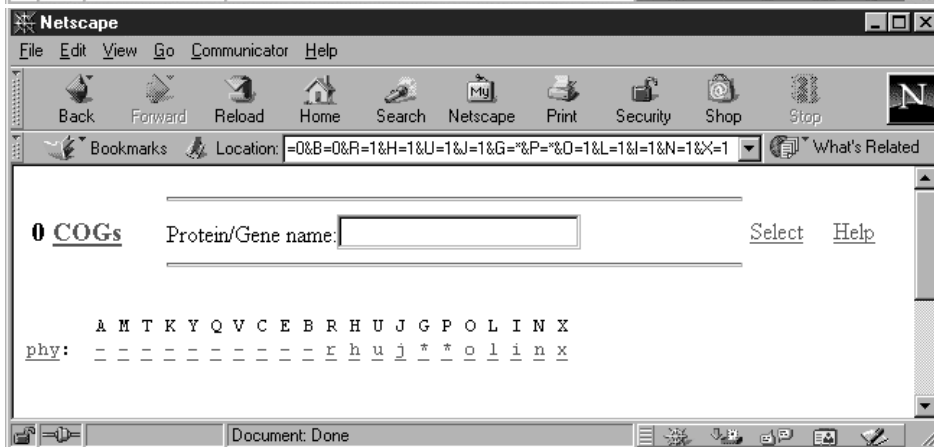 Netscape
File Edit View Go Communicator Help
My
Back Forward Reload Home Search Netscape Print Security Shop Stop
N
Bookmarks Location: =0&B=0&R=1&H=1&U=1&J=1&G=*&P=*&O=1&L=1&I=1&N=1&X=1 What's Related
0 COGs Protein/Gene name: Select Help
A M T K Y Q V C E B R H U J G P O L I N X
phy: - - - - - - - - - - r h u j * * o l i n x
Document: Done